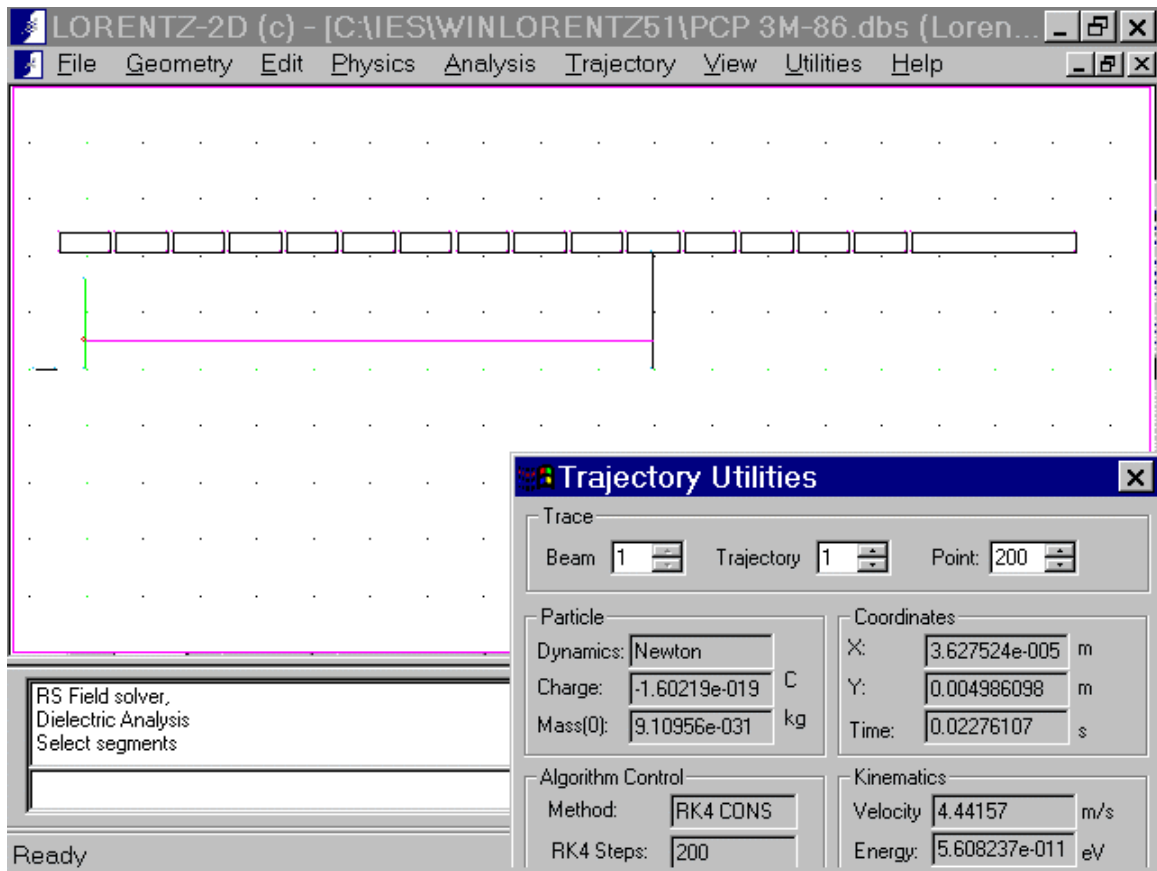 LORENTZ-2D (c) - [C:\IES\WINLORENTZ51\PCP 3M-86.dbs (Loren...
File Geometry Edit Physics Analysis Trajectory View Utilities Help
Trajectory Utilities
Trace
Beam 1 Trajectory 1 Point: 200
Particle
Dynamics: Newton
Charge: -1.60219e-019 C
Mass(0): 9.10956e-031 kg
Coordinates
X: 3.627524e-005 m
Y: 0.004986098 m
Time: 0.02276107 s
Algorithm Control
Method: RK4 CONS
RK4 Steps: 200
Kinematics
Velocity 4.44157 m/s
Energy: 5.608237e-011 eV
RS Field solver,
Dielectric Analysis
Select segments
Ready